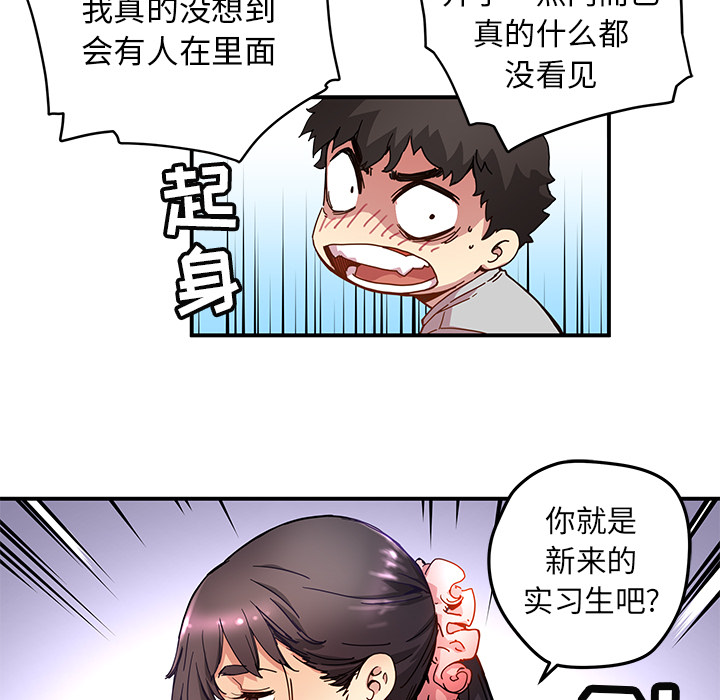 我真的没想到
会有人在里面
真的什么都
没看见
起身
你就是
新来的
实习生吧?